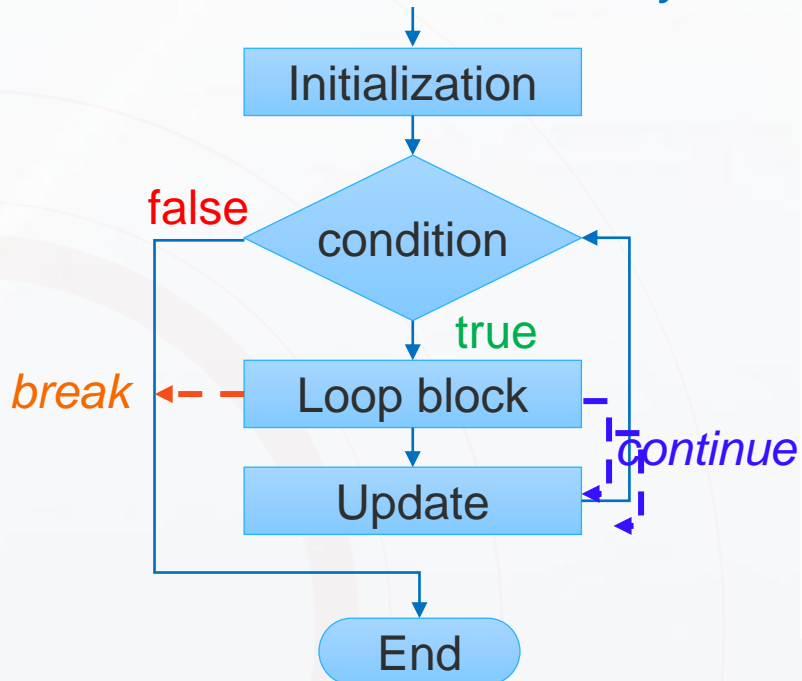 Initialization
false
condition
true
break
Loop block
continue
Update
End